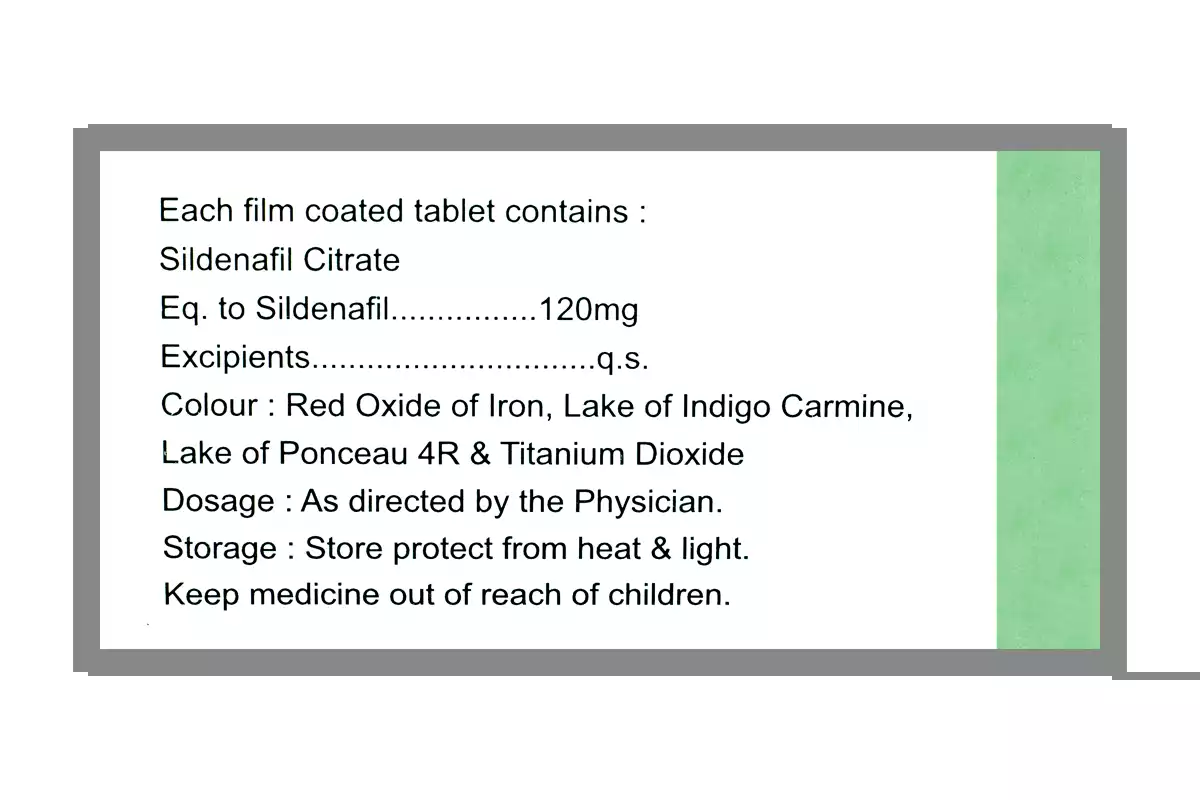 Each film coated tablet contains :
Sildenafil Citrate
Eq. to Sildenafil................120mg
Excipients...............................q.s.
Colour : Red Oxide of Iron, Lake of Indigo Carmine,
Lake of Ponceau 4R & Titanium Dioxide
Dosage : As directed by the Physician.
Storage : Store protect from heat & light.
Keep medicine out of reach of children.